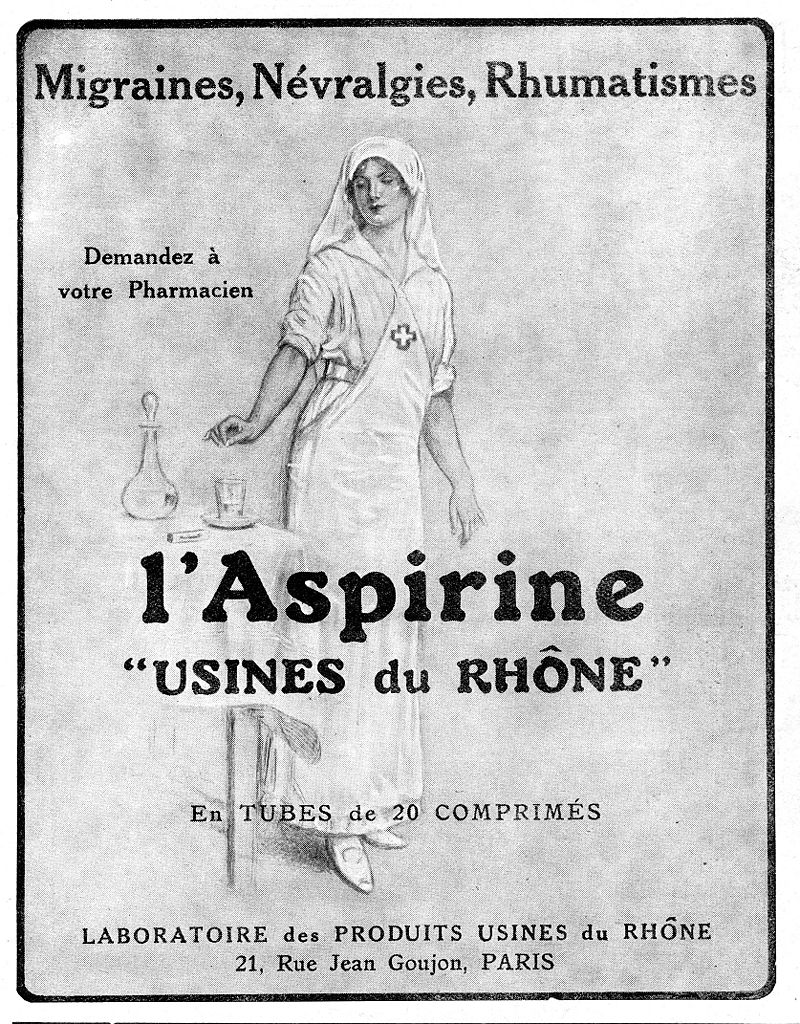 Migraines, Névralgies, Rhumatismes
Demandez à
votre Pharmacien
l'Aspirine
“USINES du RHÔNE”
En TUBES de 20 COMPRIMÉS
LABORATOIRE des PRODUITS USINES du RHÔNE
21, Rue Jean Goujon, PARIS